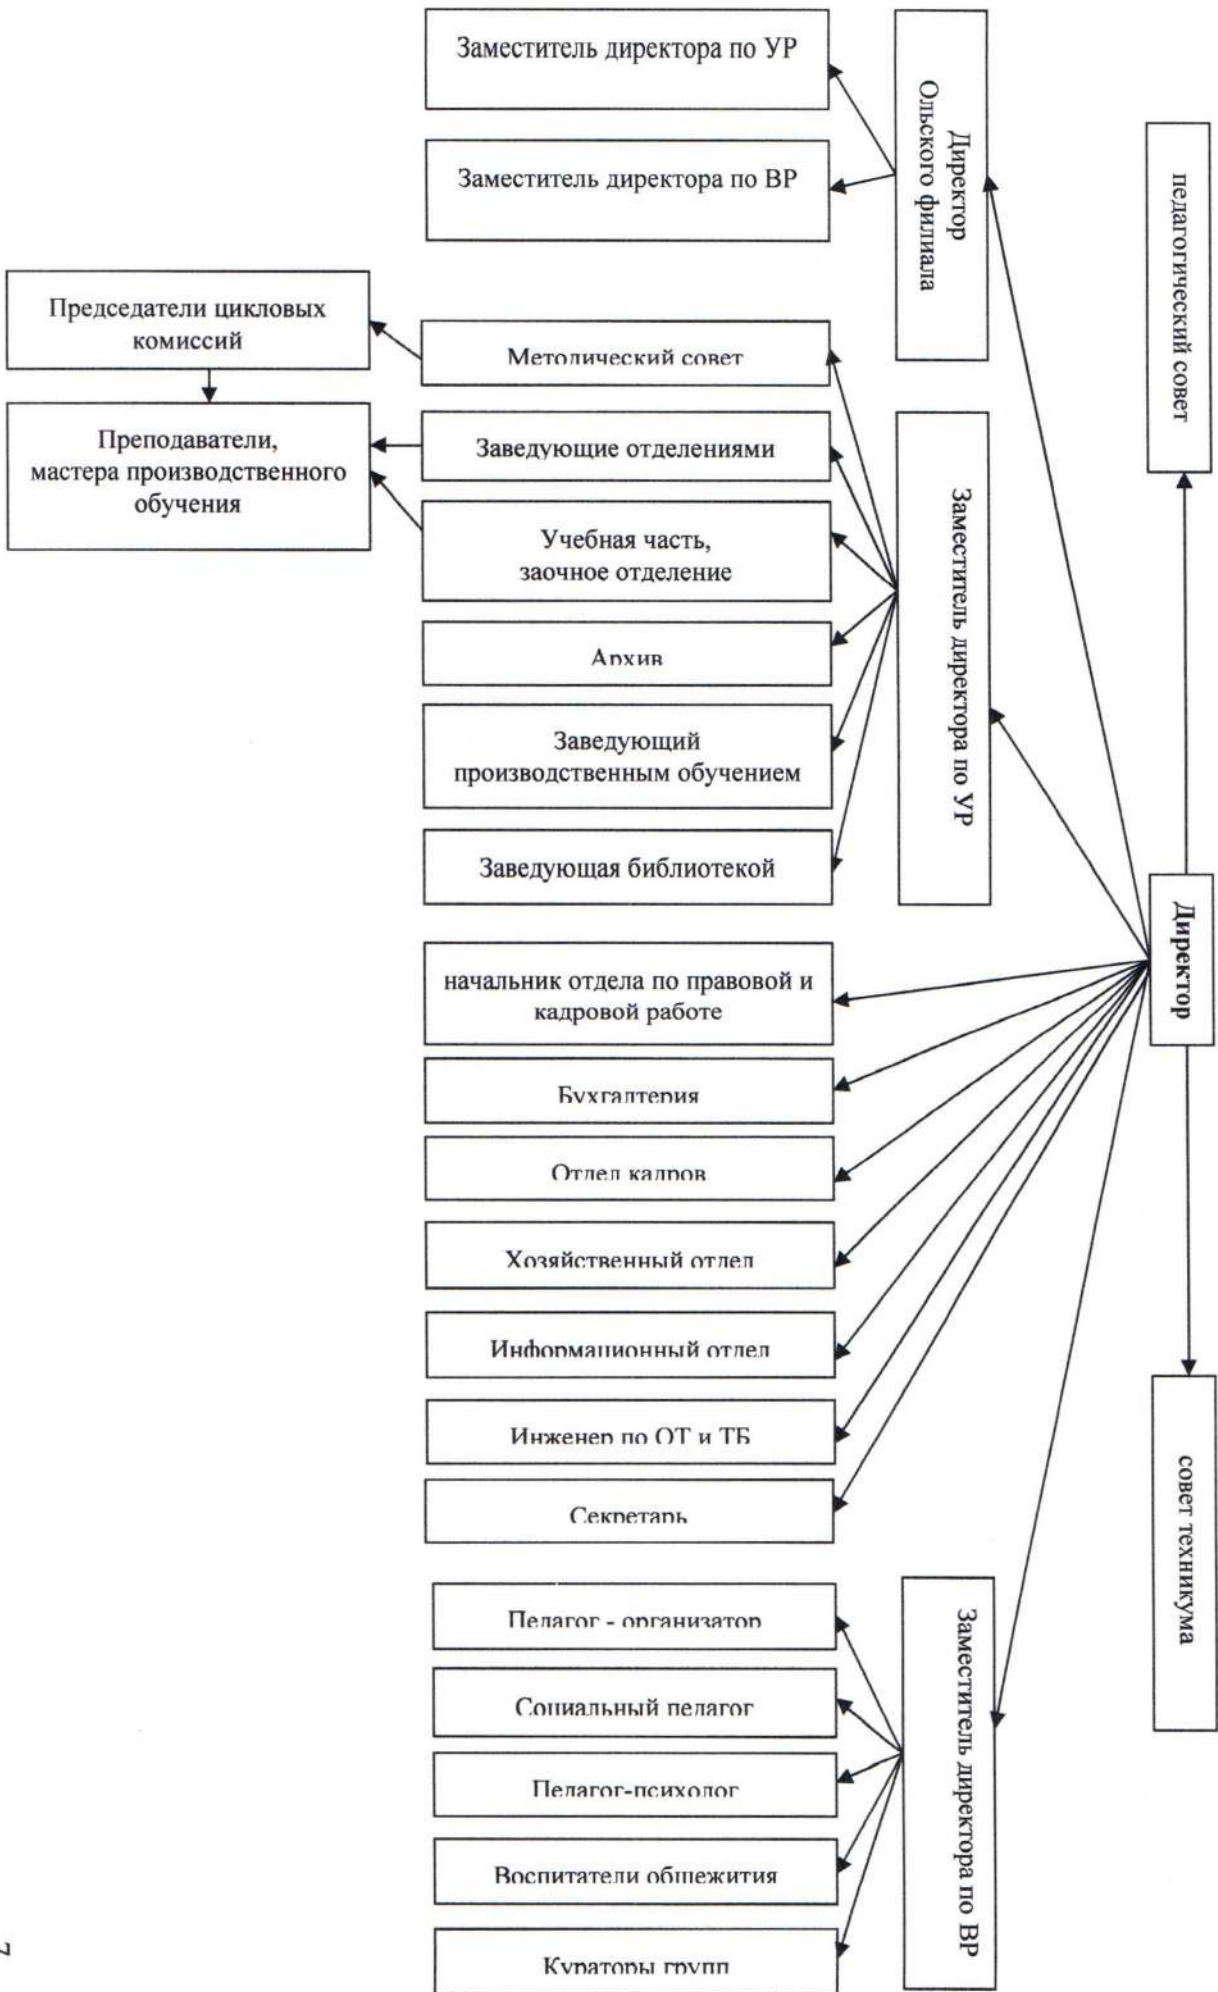 педагогический совет
Директор
совет техникума
Директор
Ольского филиала
Заместитель директора по УР
Заместитель директора по ВР
Заместитель директора по УР
Заместитель директора по ВР
Методический совет
Заведующие отделениями
Учебная часть,
заочное отделение
Архив
Заведующий
производственным обучением
Заведующая библиотекой
начальник отдела по правовой и
кадровой работе
Бухгалтерия
Отдел кадров
Хозяйственный отдел
Информационный отдел
Инженер по ОТ и ТБ
Секретарь
Педагог - организатор
Социальный педагог
Педагог-психолог
Воспитатели общежития
Кураторы групп
Председатели цикловых
комиссий
Преподаватели,
мастера производственного
обучения